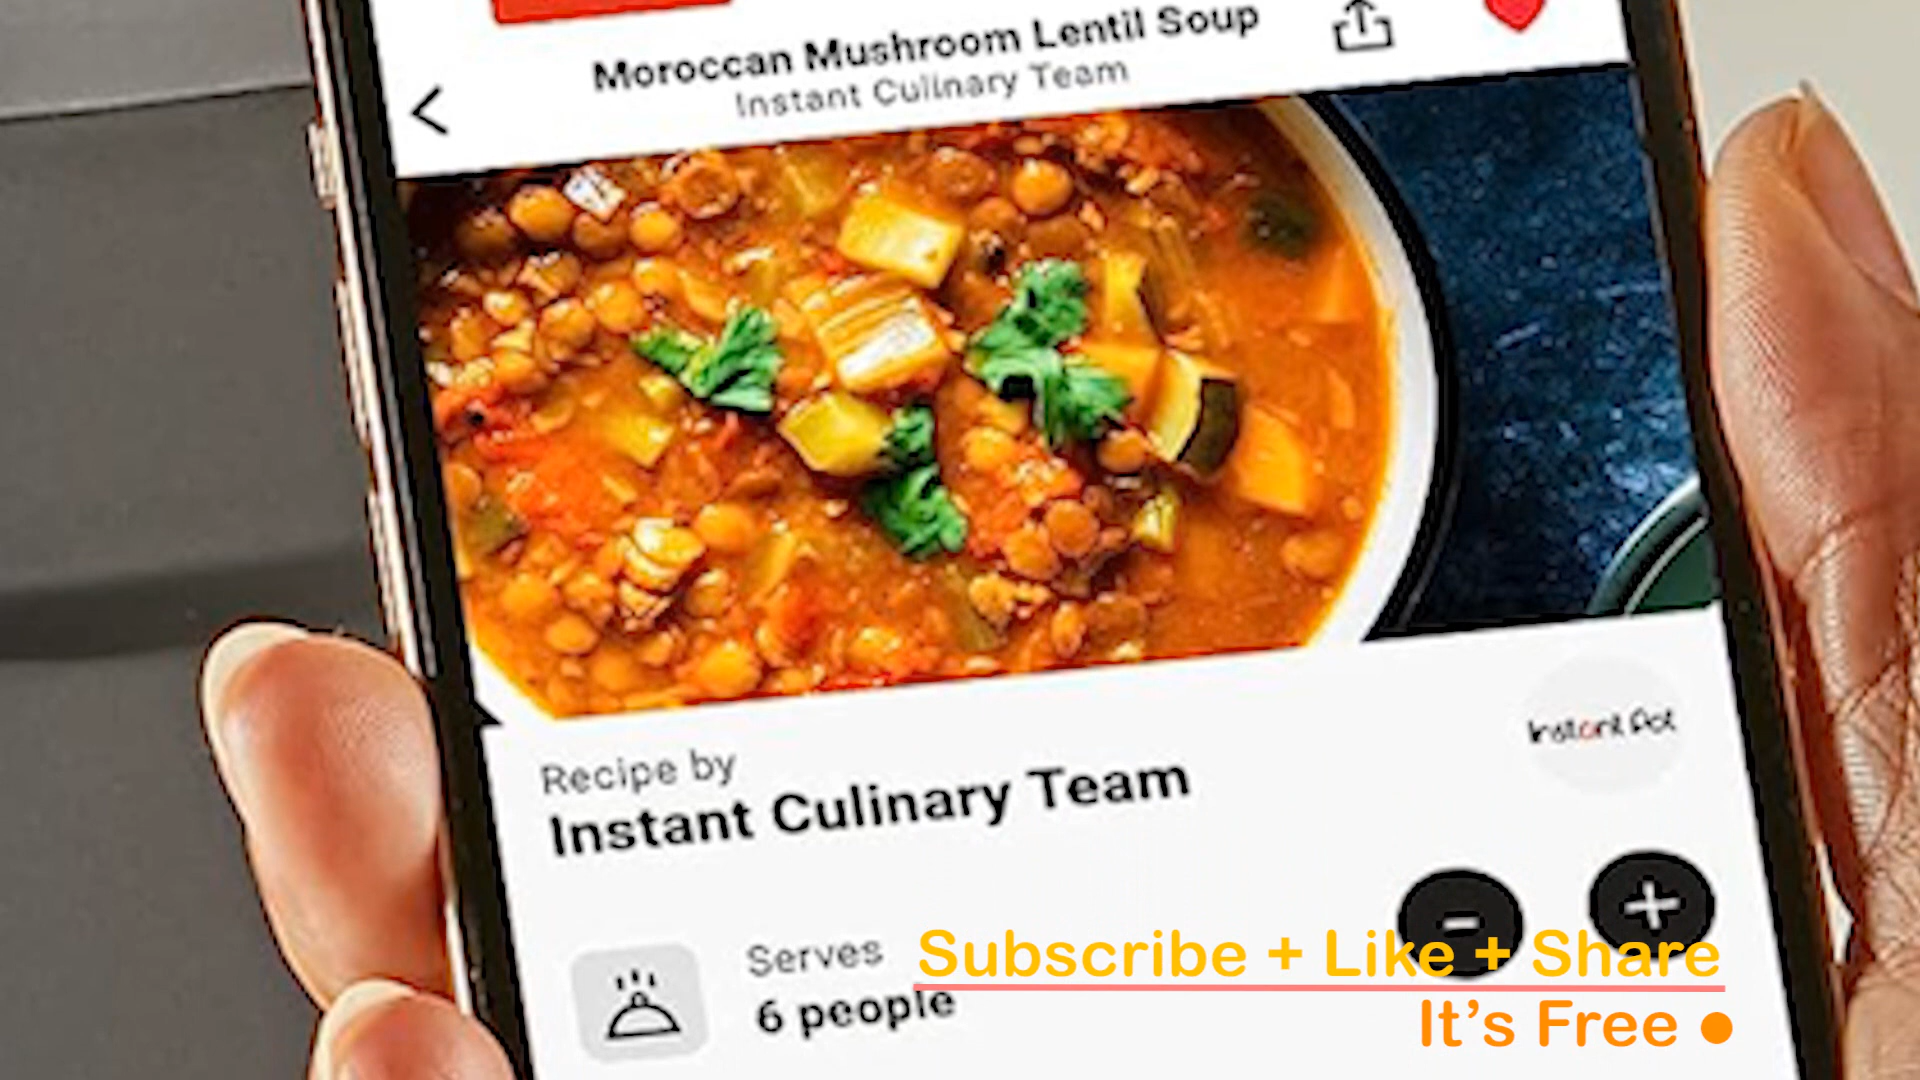 Moroccan Mushroom Lentil Soup
Instant Culinary Team
Recipe by
Instant Culinary Team
Instant Pot
Serves
6 people
Subscribe + Like + Share
It's Free